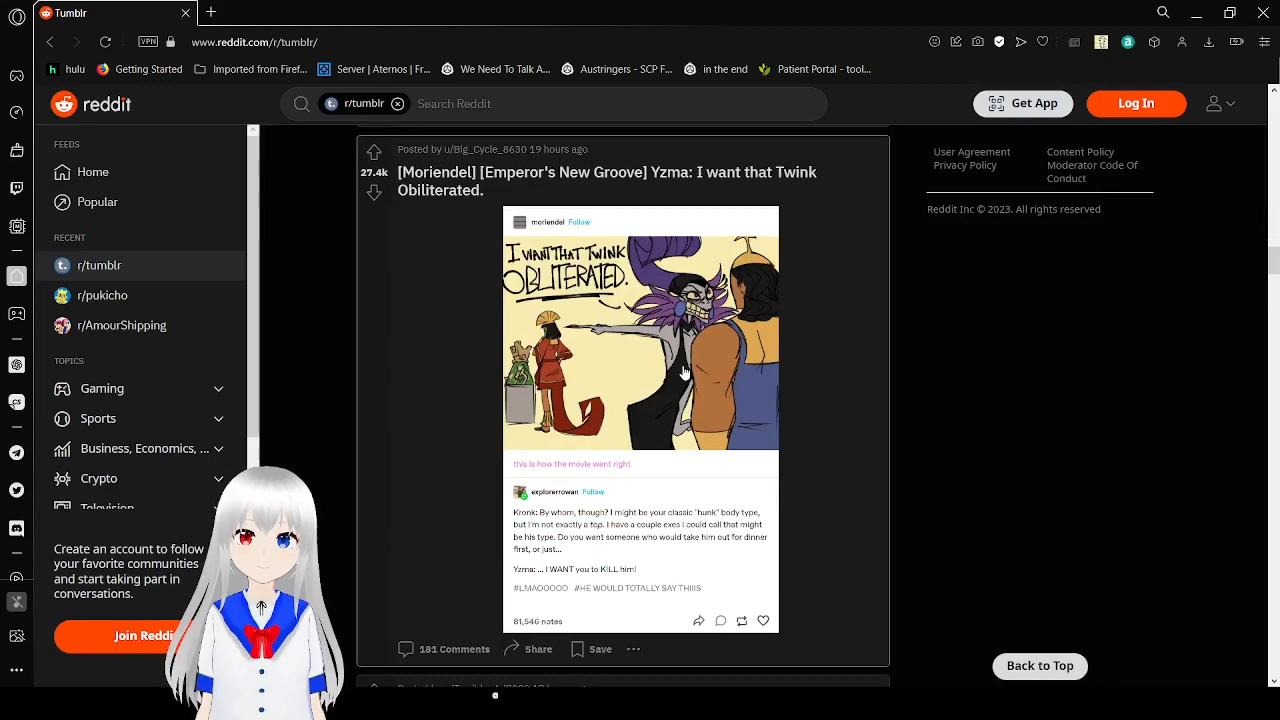 Tumblr
VPN
www.reddit.com/r/tumblr/
hulu
Getting Started
Imported from Firef...
Server | Aternos | Fr...
We Need To Talk A...
Austringers - SCP F...
in the end
Patient Portal - tool...
reddit
r/tumblr
Search Reddit
Get App
Log In
FEEDS
Home
Popular
RECENT
r/tumblr
r/pukicho
r/AmourShipping
TOPICS
Gaming
Sports
Business, Economics, ...
Crypto
Television
Create an account to follow
your favorite communities
and start taking part in
conversations.
Join Reddi
Posted by u/Big_Cycle_8630 19 hours ago
27.4k
[Moriendel] [Emperor's New Groove] Yzma: I want that Twink
Obiliterated.
moriendel Follow
I WANT THAT TWINK
OBLITERATED.
this is how the movie went right
explorerrowan Follow
Kronk: By whom, though? I might be your classic "hunk" body type,
but I'm not exactly a top. I have a couple exes I could call that might
be his type. Do you want someone who would take him out for dinner
first, or just...
Yzma: ... I WANT you to KILL him!
#LMAOOOOO #HE WOULD TOTALLY SAY THIIIS
81,546 notes
181 Comments
Share
Save
User Agreement
Privacy Policy
Content Policy
Moderator Code Of
Conduct
Reddit Inc © 2023. All rights reserved
Back to Top